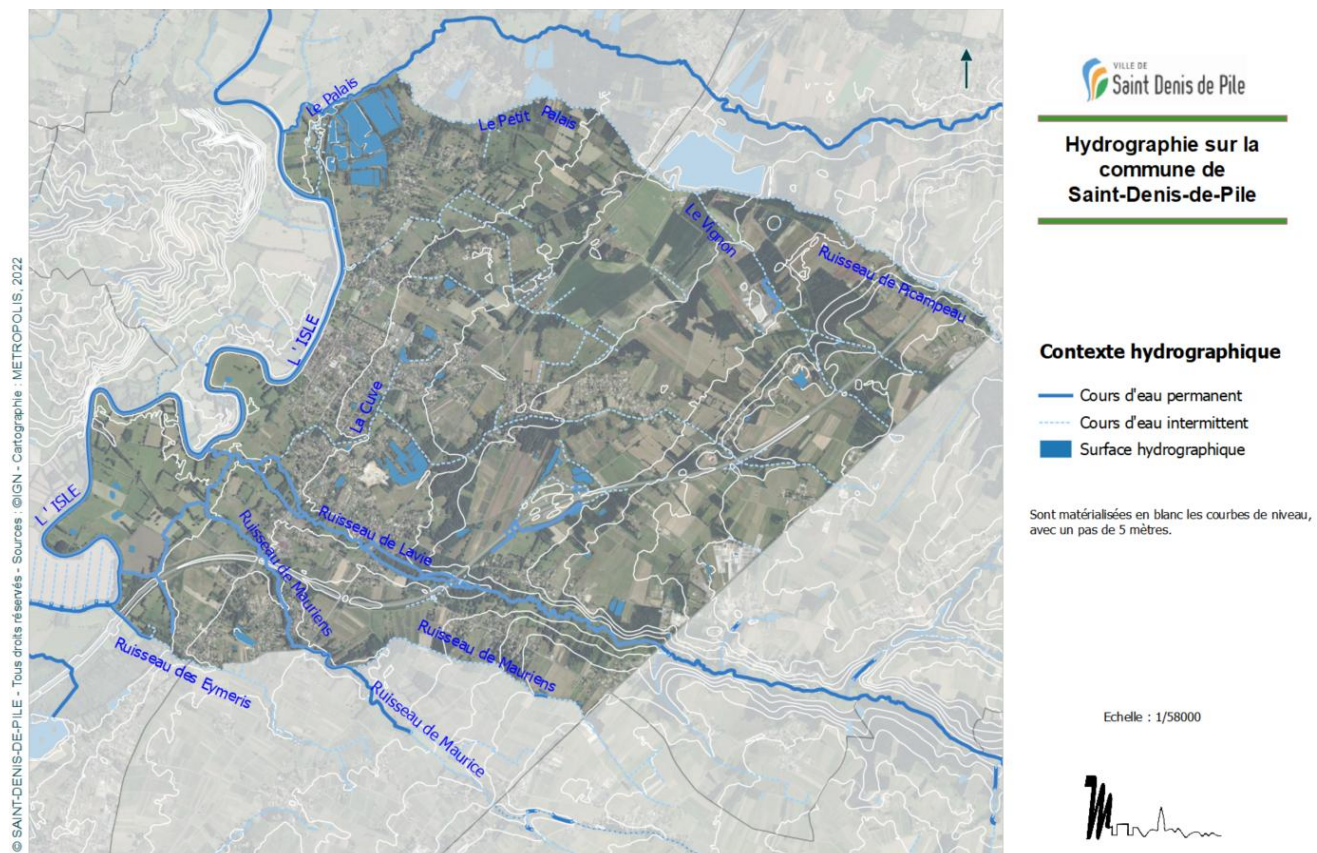 VILLE DE
Saint Denis de Pile
Hydrographie sur la
commune de
Saint-Denis-de-Pile
Contexte hydrographique
Cours d'eau permanent
Cours d'eau intermittent
Surface hydrographique
Sont matérialisées en blanc les courbes de niveau,
avec un pas de 5 mètres.
Echelle : 1/58000
Le Palais
Le Petit Palais
Le Vignon
Ruisseau de Picampeau
L'ISLE
La Cuve
L'ISLE
Ruisseau de Lavie
Ruisseau de Mauriens
Ruisseau de Mauriens
Ruisseau des Eymeris
Ruisseau de Maurice
© SAINT-DENIS-DE-PILE - Tous droits réservés - Sources : ©IGN - Cartographie : METROPOLIS, 2022